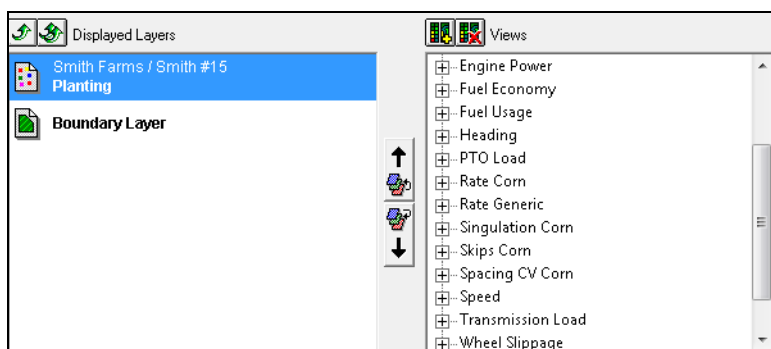 Displayed Layers
Smith Farms / Smith #15
Planting
Boundary Layer
Views
Engine Power
Fuel Economy
Fuel Usage
Heading
PTO Load
Rate Corn
Rate Generic
Singulation Corn
Skips Corn
Spacing CV Corn
Speed
Transmission Load
Wheel Slippage